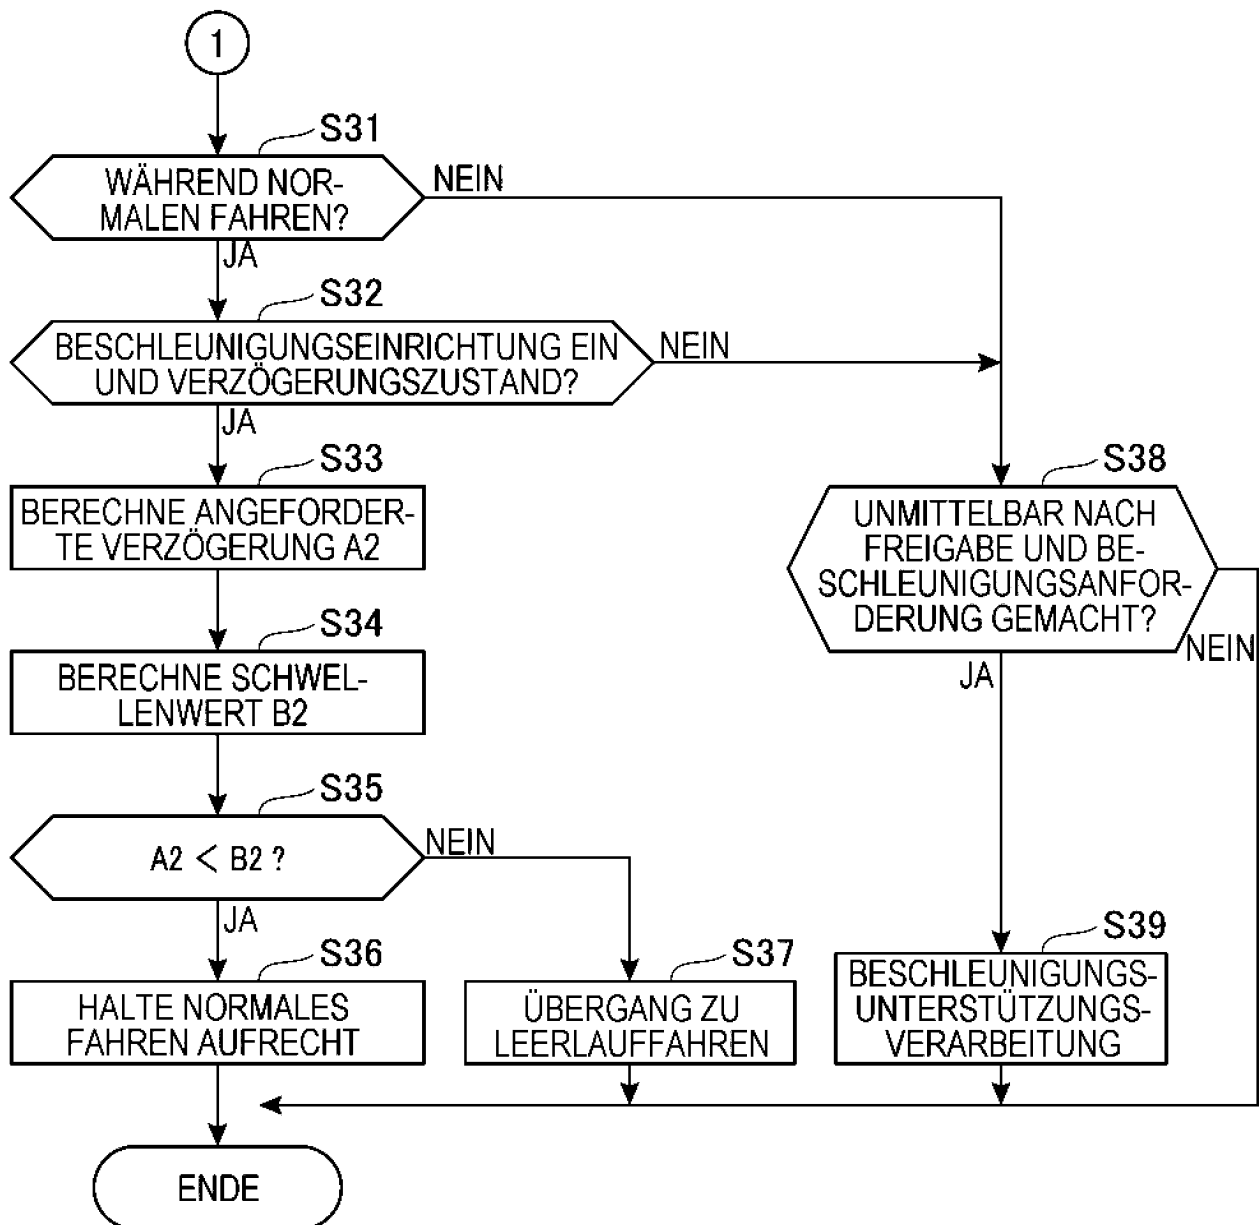 1
S31
WÄHREND NOR-
MALEN FAHREN?
NEIN
JA
S32
BESCHLEUNIGUNGSEINRICHTUNG EIN
UND VERZÖGERUNGSZUSTAND?
NEIN
JA
S33
BERECHNE ANGEFORDER-
TE VERZÖGERUNG A2
S34
BERECHNE SCHWEL-
LENWERT B2
S35
A2 < B2 ?
NEIN
JA
S36
HALTE NORMALES
FAHREN AUFRECHT
S37
ÜBERGANG ZU
LEERLAUFFAHREN
S38
UNMITTELBAR NACH
FREIGABE UND BE-
SCHLEUNIGUNGSANFOR-
DERUNG GEMACHT?
NEIN
JA
S39
BESCHLEUNIGUNGS-
UNTERSTÜTZUNGS-
VERARBEITUNG
ENDE